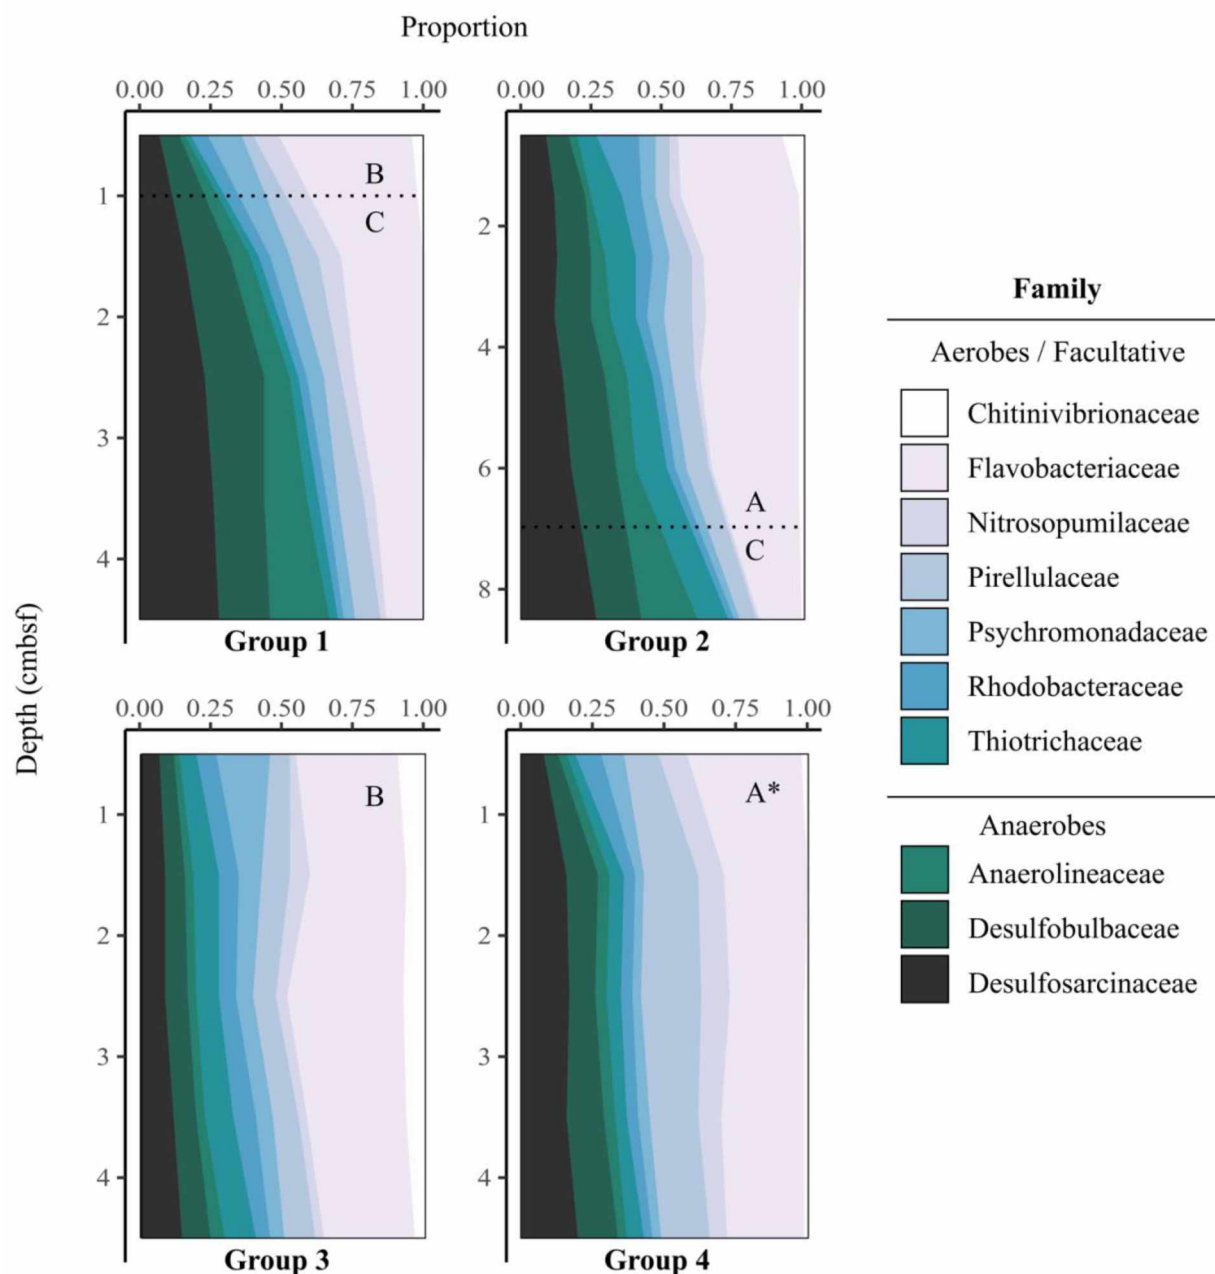 Proportion
0.00 0.25 0.50 0.75 1.00
0.00 0.25 0.50 0.75 1.00
B
1
C
2
3
4
Group 1
2
4
6
A
C
8
Group 2
Depth (cmbsf)
0.00 0.25 0.50 0.75 1.00
0.00 0.25 0.50 0.75 1.00
B
1
2
3
4
Group 3
A*
1
2
3
4
Group 4
Family
Aerobes / Facultative
Chitinivibrionaceae
Flavobacteriaceae
Nitrosopumilaceae
Pirellulaceae
Psychromonadaceae
Rhodobacteraceae
Thiotrichaceae
Anaerobes
Anaerolineaceae
Desulfobulbaceae
Desulfosarcinaceae